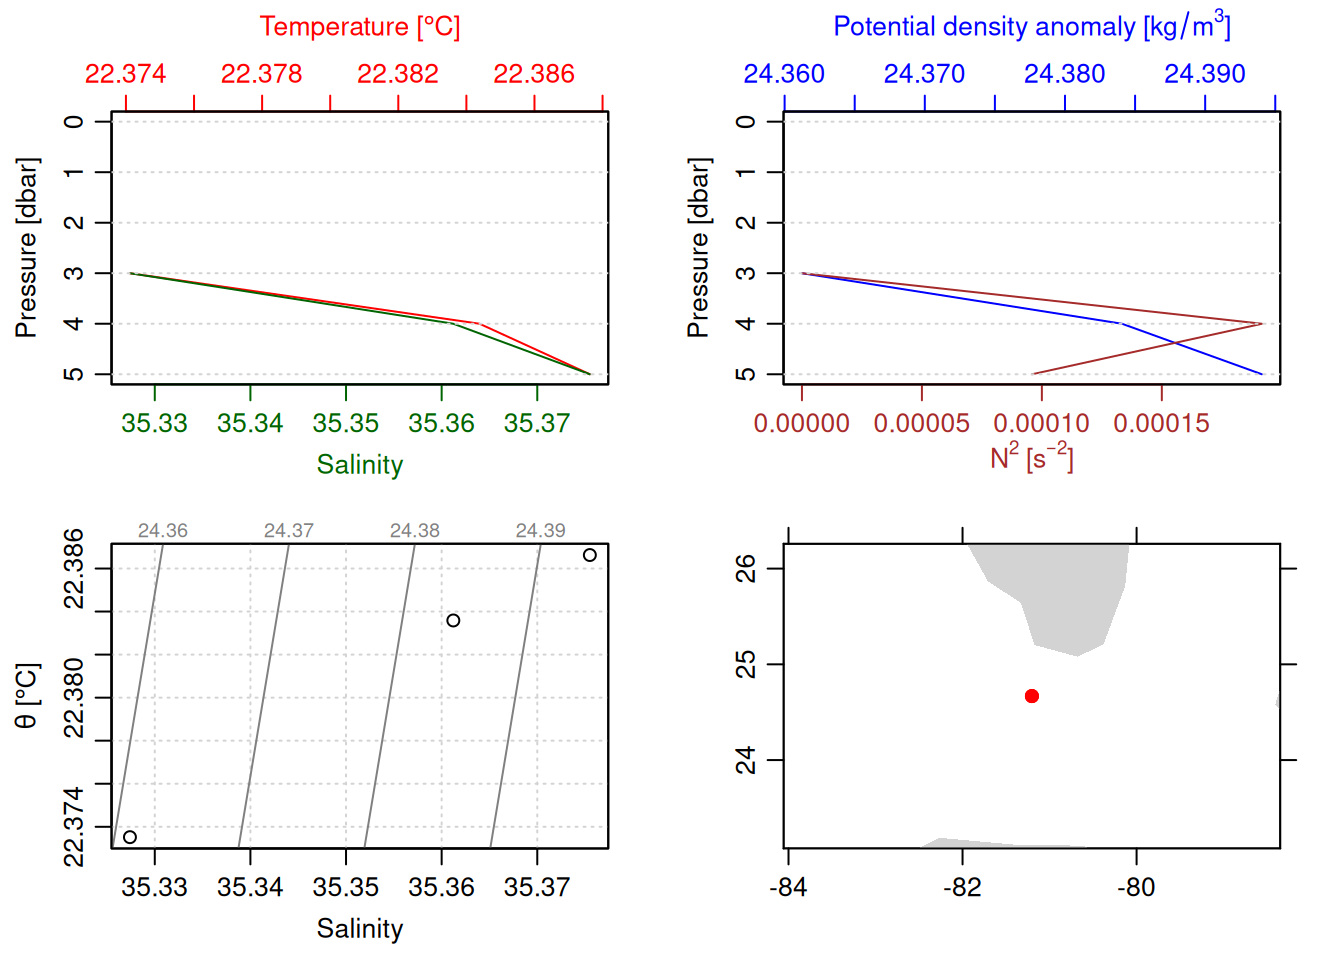 Temperature [°C]
22.374 22.378 22.382 22.386
Pressure [dbar]
0
1
2
3
4
5
35.33 35.34 35.35 35.36 35.37
Salinity
Potential density anomaly [kg/m³]
24.360 24.370 24.380 24.390
Pressure [dbar]
0
1
2
3
4
5
0.00000 0.00005 0.00010 0.00015
N² [s⁻²]
24.36 24.37 24.38 24.39
θ [°C]
22.386
22.380
22.374
35.33 35.34 35.35 35.36 35.37
Salinity
26
25
24
-84 -82 -80